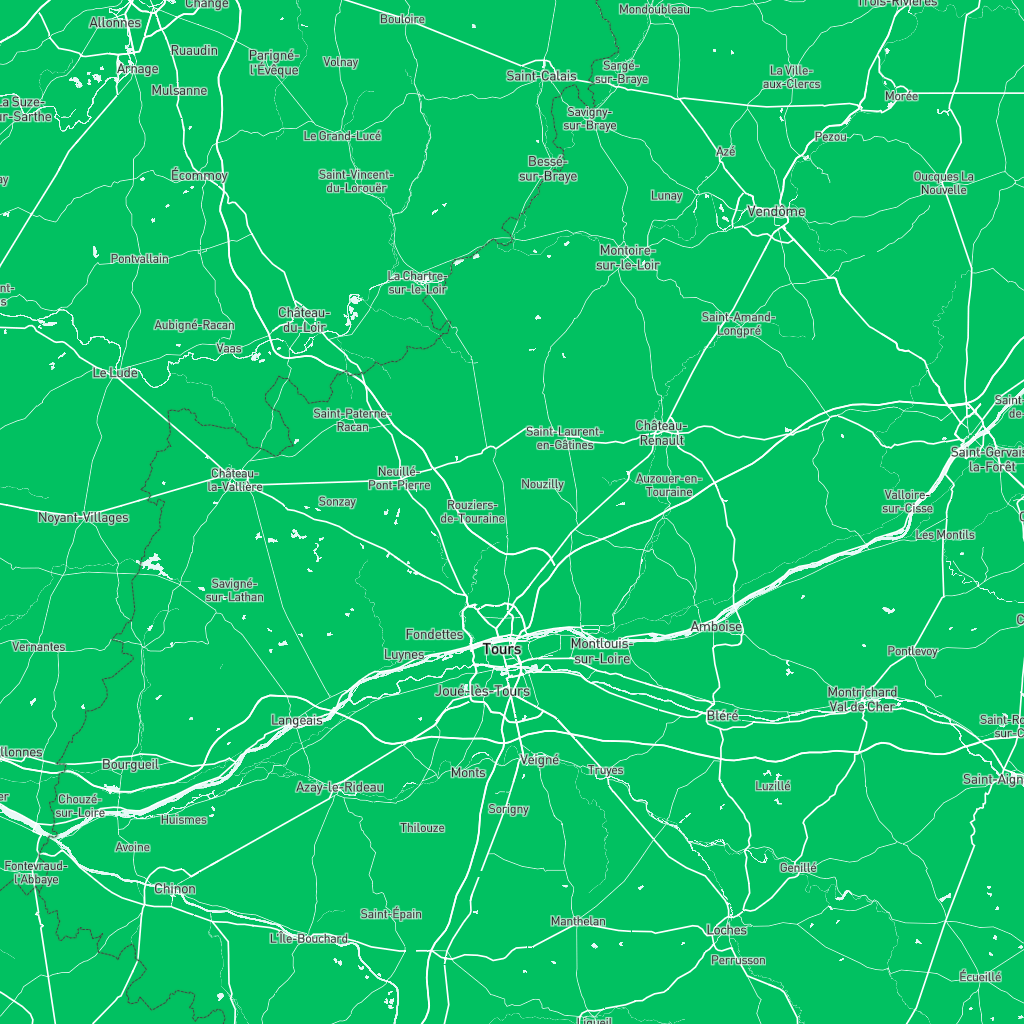 Changé
Allonnes
Bouloire
Mondoubleau
Trois-Rivières
Ruaudin
Parigné-
l'Évêque
Volnay
Arnage
Mulsanne
Saint-Calais
Sargé-
sur-Braye
La Ville-
aux-Clercs
Morée
La Suze-
sur-Sarthe
Le Grand-Lucé
Savigny-
sur-Braye
Pezou
Azé
Écommoy
Saint-Vincent-
du-Lorouër
Bessé-
sur-Braye
Lunay
Oucques La
Nouvelle
Vendôme
Pontvallain
Montoire-
sur-le-Loir
La Chartre-
sur-le-Loir
Château-
du-Loir
Aubigné-Racan
Vaas
Saint-Amand-
Longpré
Le Lude
Saint-Paterne-
Racan
Saint-Laurent-
en-Gâtines
Château-
Renault
Saint-Gervais-
la-Forêt
Château-
la-Vallière
Neuillé-
Pont-Pierre
Nouzilly
Auzouer-en-
Touraine
Sonzay
Rouziers-
de-Touraine
Valloire-
sur-Cisse
Noyant-Villages
Les Montils
Savigné-
sur-Lathan
Fondettes
Tours
Luynes
Montlouis-
sur-Loire
Amboise
Vernantes
Pontlevoy
Joué-lès-Tours
Montrichard
Val de Cher
Langeais
Bléré
Allonnes
Bourgueil
Veigné
Monts
Truyes
Azay-le-Rideau
Luzillé
Saint-Aignan
Chouzé-
sur-Loire
Huismes
Sorigny
Thilouze
Avoine
Fontevraud-
l'Abbaye
Genillé
Chinon
Saint-Épain
Manthelan
Loches
L'Île-Bouchard
Perrusson
Écueillé
Ligueil